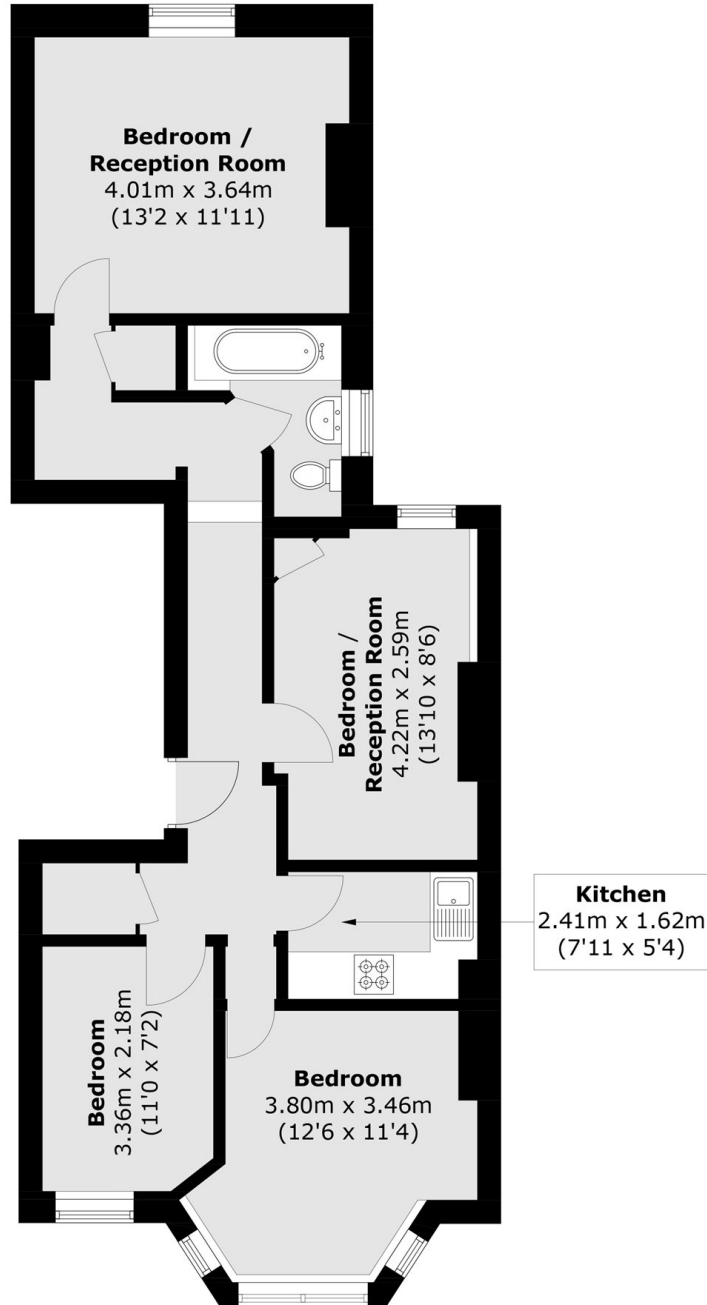 Bedroom /
Reception Room
4.01m x 3.64m
(13'2 x 11'11)
Bedroom /
Reception Room
4.22m x 2.59m
(13'10 x 8'6)
Kitchen
2.41m x 1.62m
(7'11 x 5'4)
Bedroom
3.36m x 2.18m
(11'0 x 7'2)
Bedroom
3.80m x 3.46m
(12'6 x 11'4)